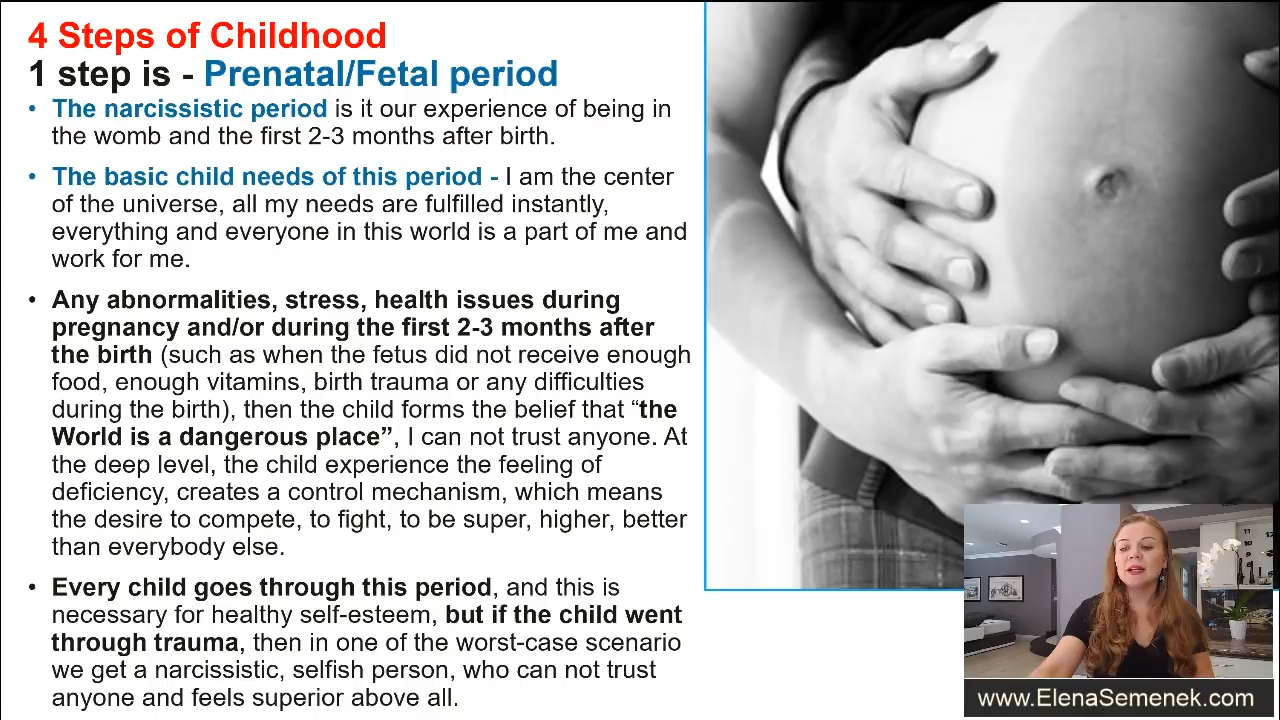 4 Steps of Childhood
1 step is - Prenatal/Fetal period
• The narcissistic period is it our experience of being in
the womb and the first 2-3 months after birth.
• The basic child needs of this period - I am the center
of the universe, all my needs are fulfilled instantly,
everything and everyone in this world is a part of me and
work for me.
• Any abnormalities, stress, health issues during
pregnancy and/or during the first 2-3 months after
the birth (such as when the fetus did not receive enough
food, enough vitamins, birth trauma or any difficulties
during the birth), then the child forms the belief that “the
World is a dangerous place”, I can not trust anyone. At
the deep level, the child experience the feeling of
deficiency, creates a control mechanism, which means
the desire to compete, to fight, to be super, higher, better
than everybody else.
• Every child goes through this period, and this is
necessary for healthy self-esteem, but if the child went
through trauma, then in one of the worst-case scenario
we get a narcissistic, selfish person, who can not trust
anyone and feels superior above all.
www.ElenaSemenek.com